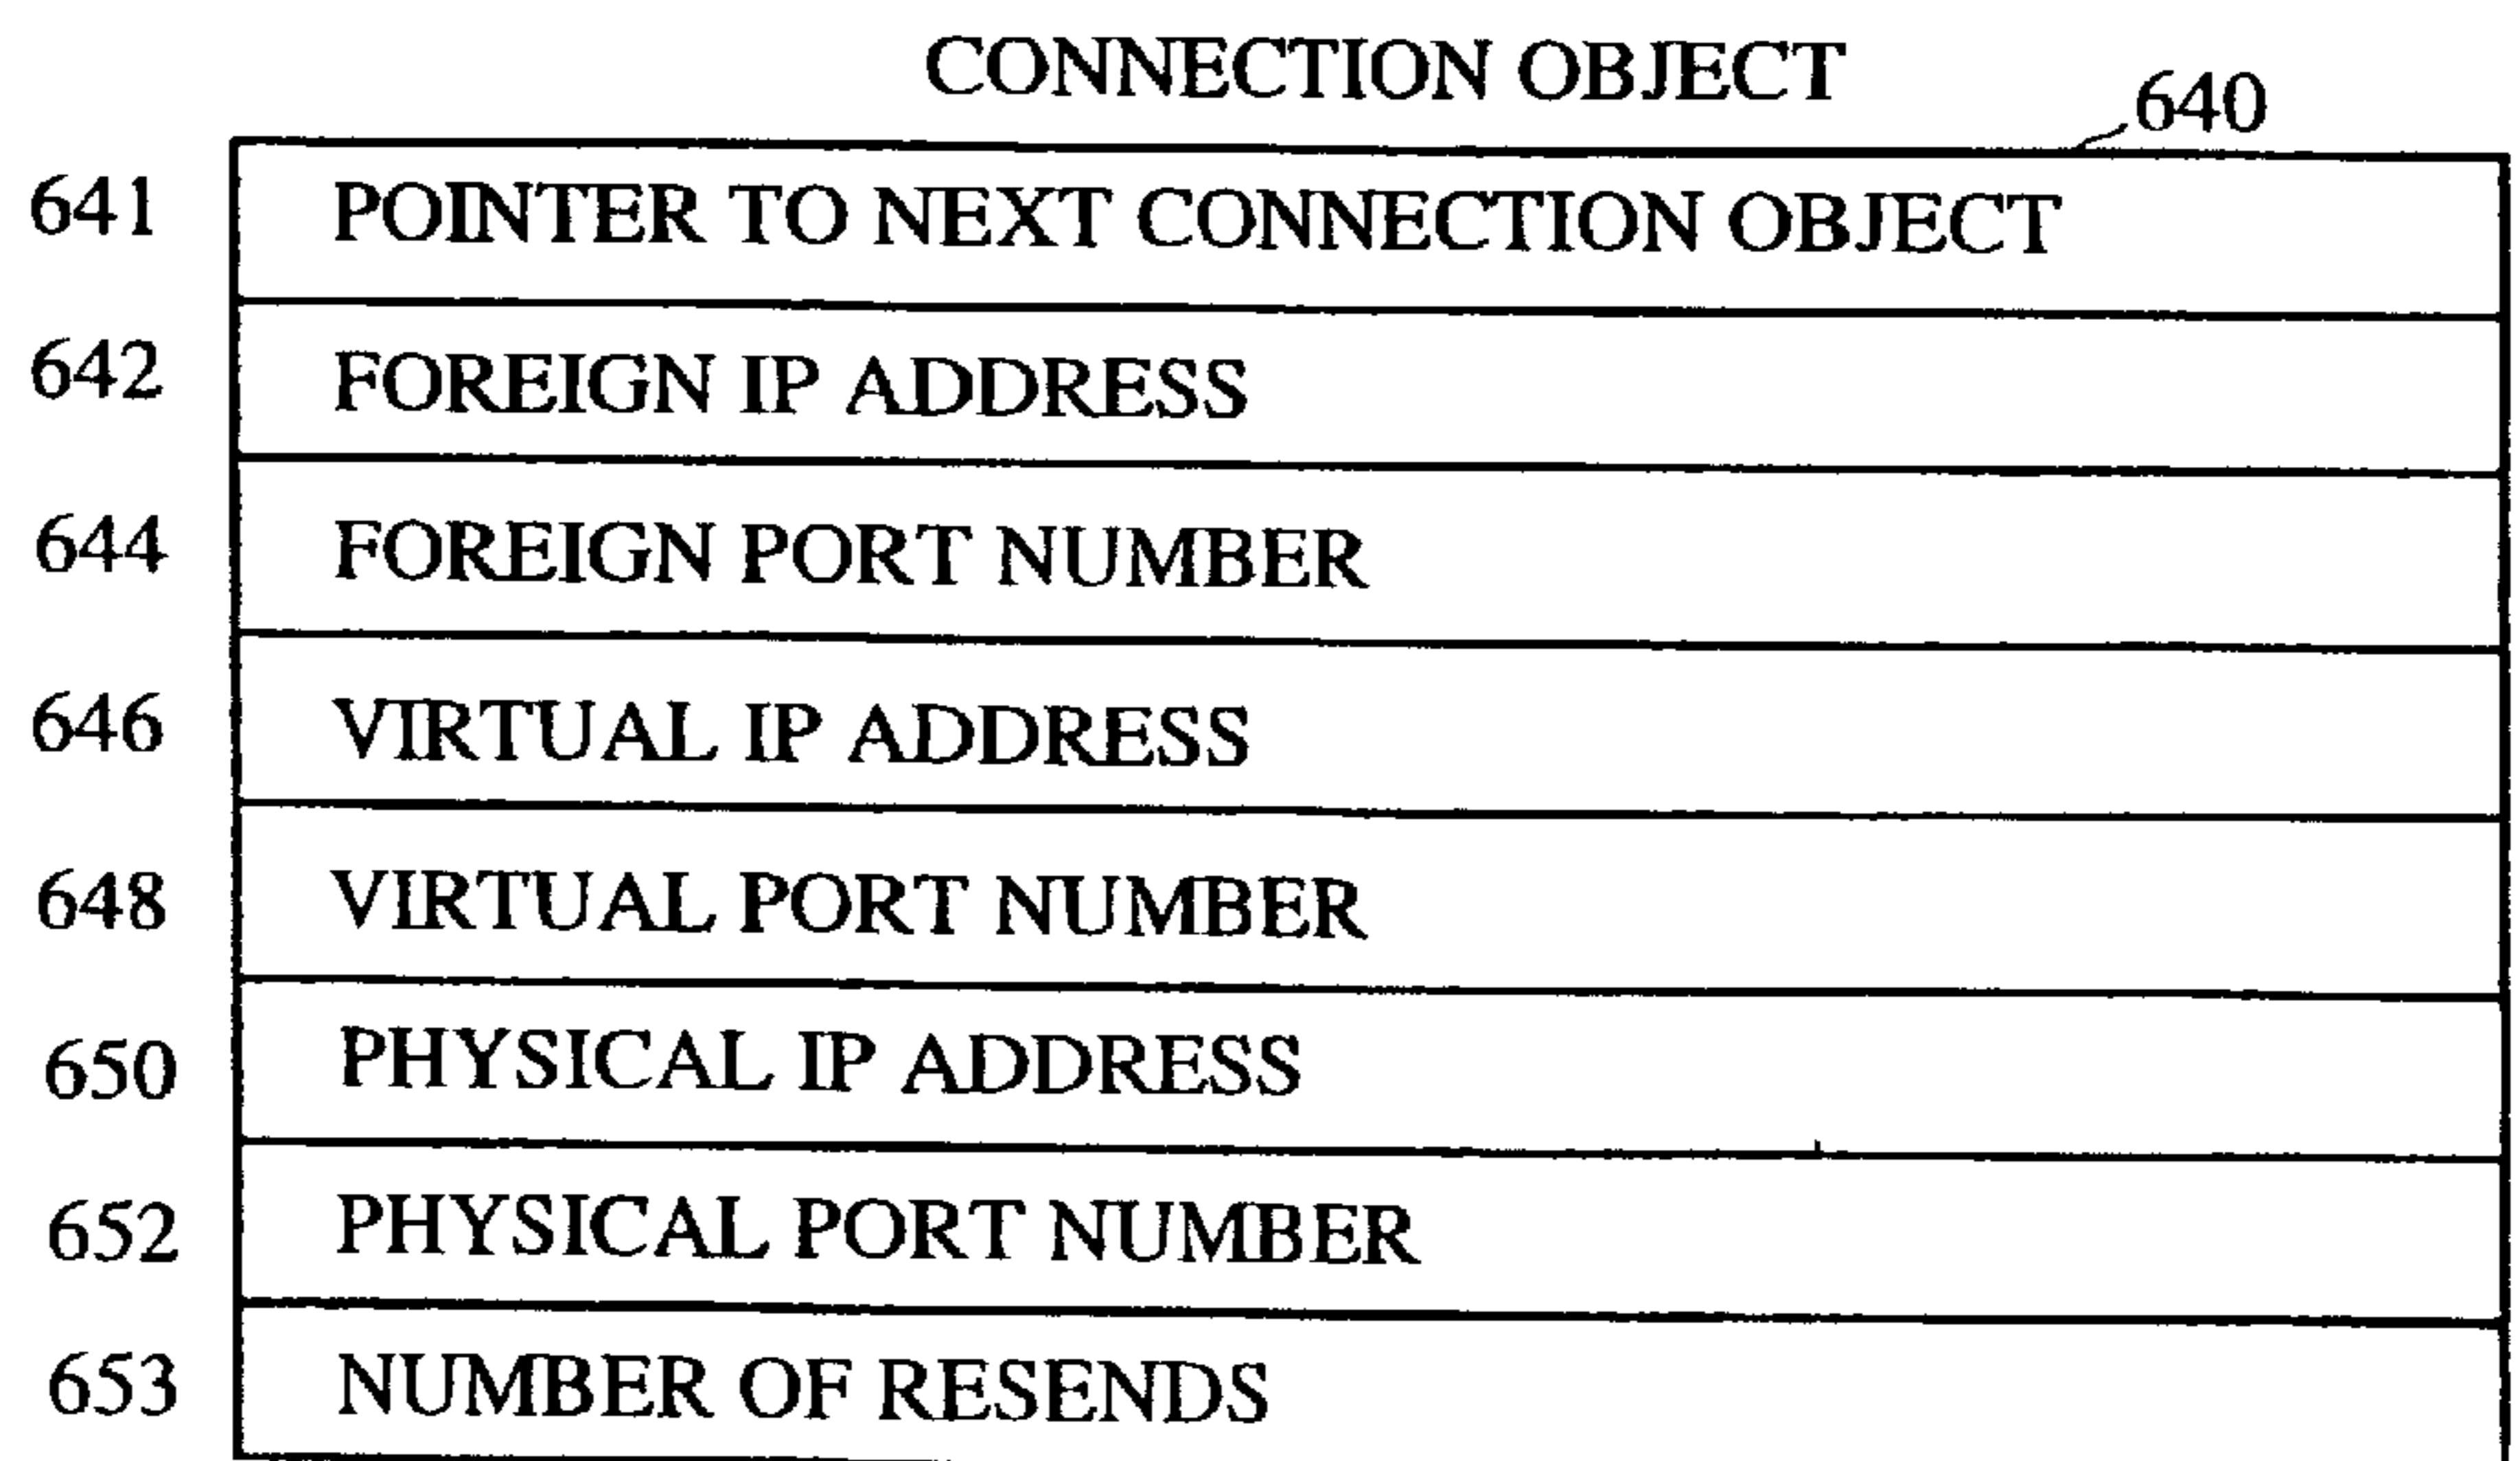 CONNECTION OBJECT
640
641 POINTER TO NEXT CONNECTION OBJECT
642 FOREIGN IP ADDRESS
644 FOREIGN PORT NUMBER
646 VIRTUAL IP ADDRESS
648 VIRTUAL PORT NUMBER
650 PHYSICAL IP ADDRESS
652 PHYSICAL PORT NUMBER
653 NUMBER OF RESENDS